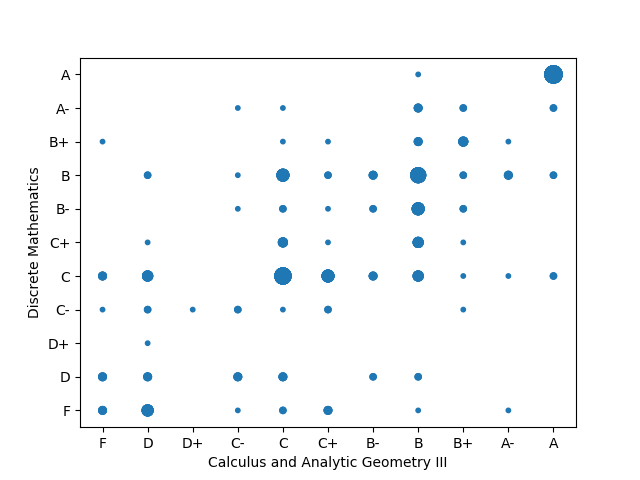 A
A-
B+
B
B-
C+
C
C-
D+
D
F
Discrete Mathematics
F D D+ C- C C+ B- B B+ A- A
Calculus and Analytic Geometry III